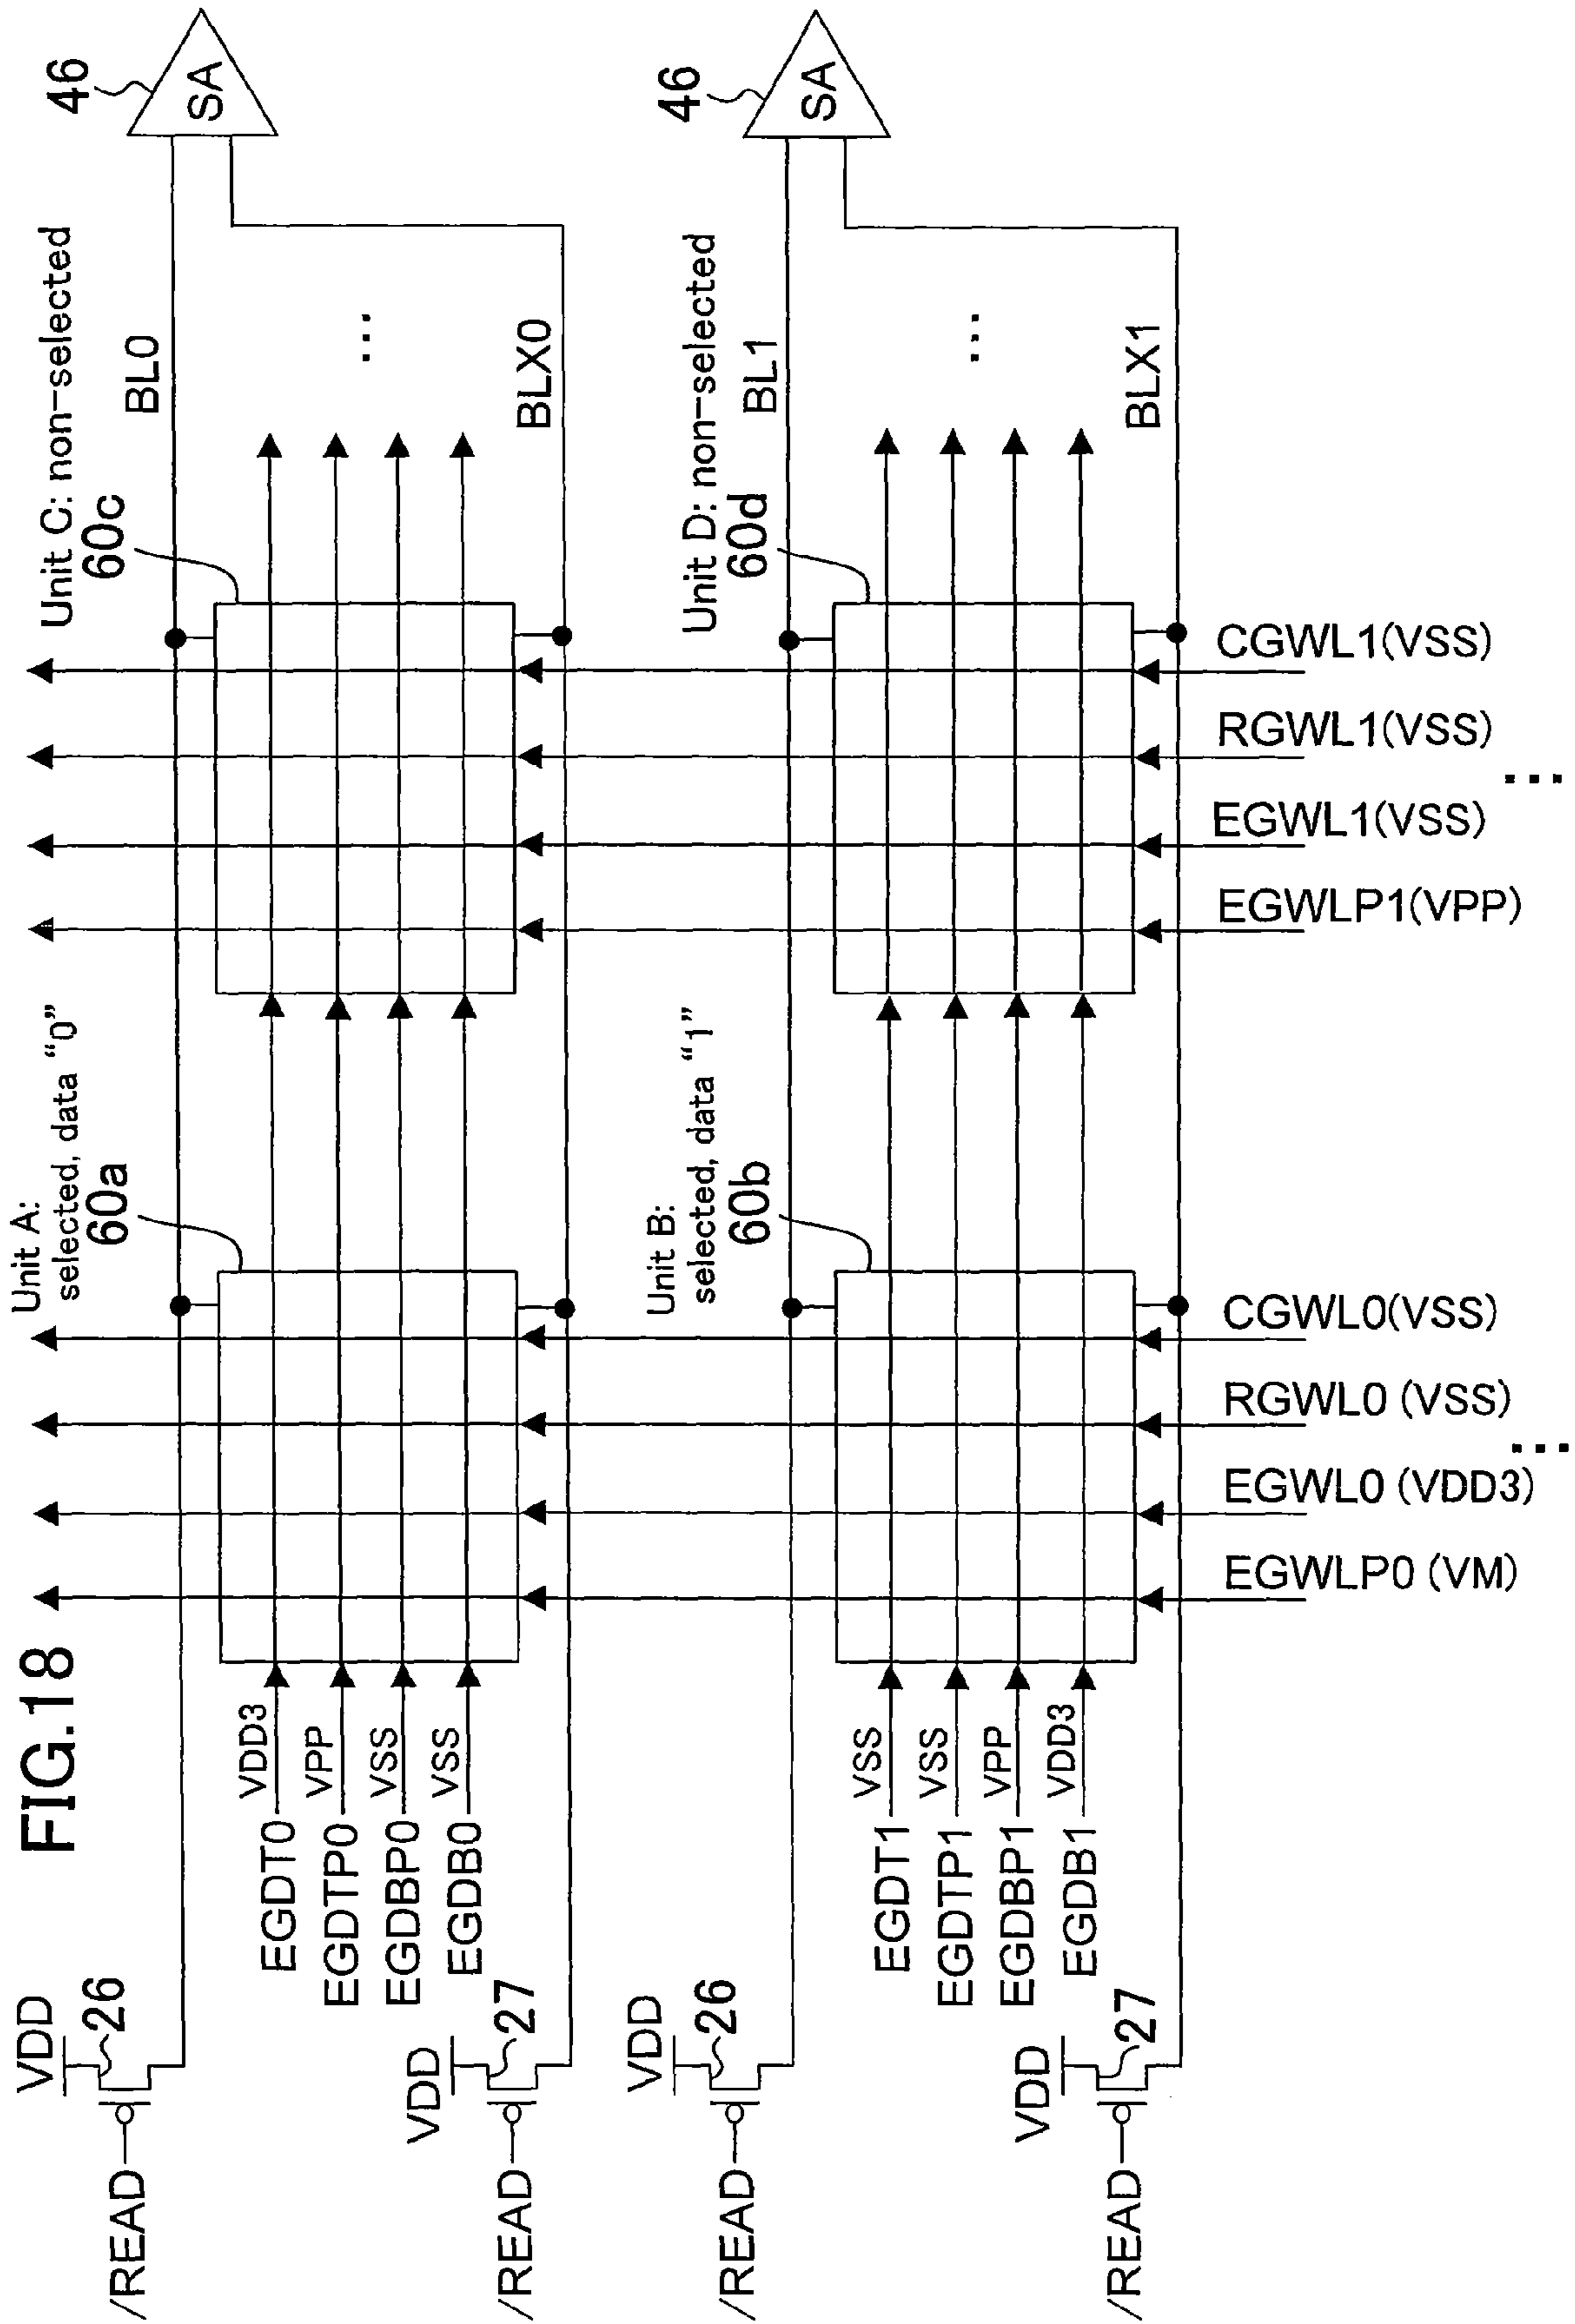 FIG.18
Unit A:
selected, data “0”
60a
Unit C: non-selected
60c
BL0
46
SA
VDD
26
/READ
EGDT0
VDD3
EGDTP0
VPP
EGDBP0
VSS
EGDB0
VSS
...
BLX0
VDD
27
/READ
Unit B:
selected, data “1”
60b
Unit D: non-selected
60d
BL1
46
SA
VDD
26
/READ
EGDT1
VSS
EGDTP1
VSS
EGDBP1
VPP
EGDB1
VDD3
...
BLX1
VDD
27
/READ
EGWLP0 (VM)
EGWL0 (VDD3)
RGWL0 (VSS)
CGWL0(VSS)
...
EGWLP1(VPP)
EGWL1(VSS)
RGWL1(VSS)
CGWL1(VSS)
...